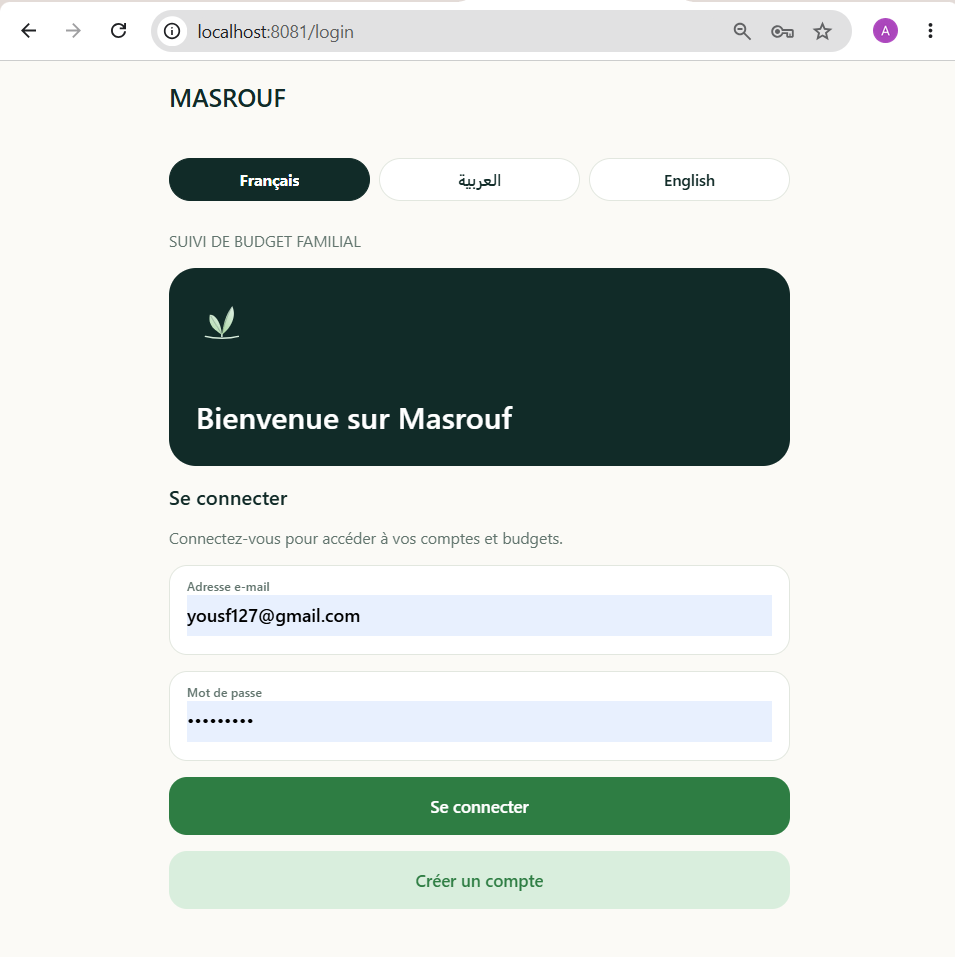 localhost:8081/login
A
MASROUF
Français
العربية
English
SUIVI DE BUDGET FAMILIAL
Bienvenue sur Masrouf
Se connecter
Connectez-vous pour accéder à vos comptes et budgets.
Adresse e-mail
yousf127@gmail.com
Mot de passe
•••••••••
Se connecter
Créer un compte